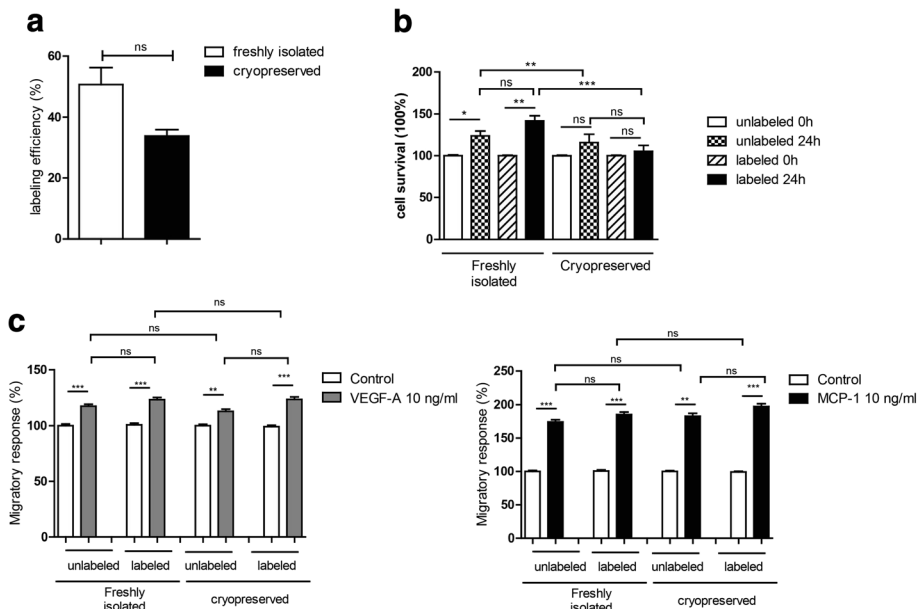 a
ns
freshly isolated
cryopreserved
labeling efficiency (%)
60
40
20
0
b
**
ns
***
*
**
ns
ns
ns
cell survival (100%)
200
150
100
50
0
unlabeled 0h
unlabeled 24h
labeled 0h
labeled 24h
Freshly
isolated
Cryopreserved
c
ns
ns
ns
ns
***
***
**
***
Migratory response (%)
150
100
50
0
Control
VEGF-A 10 ng/ml
unlabeled
labeled
unlabeled
labeled
Freshly
isolated
cryopreserved
ns
ns
ns
ns
***
***
**
***
Migratory response (%)
250
200
150
100
50
0
Control
MCP-1 10 ng/ml
unlabeled
labeled
unlabeled
labeled
Freshly
isolated
cryopreserved